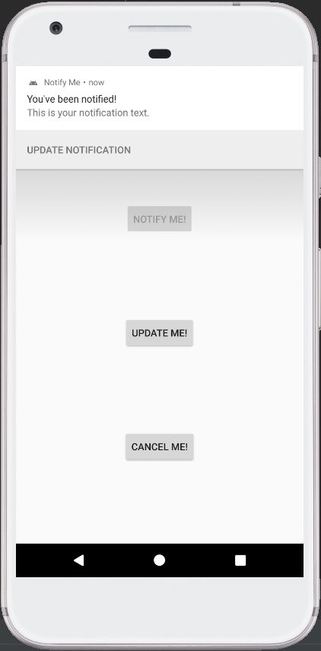 Notify Me • now
You've been notified!
This is your notification text.
UPDATE NOTIFICATION
NOTIFY ME!
UPDATE ME!
CANCEL ME!